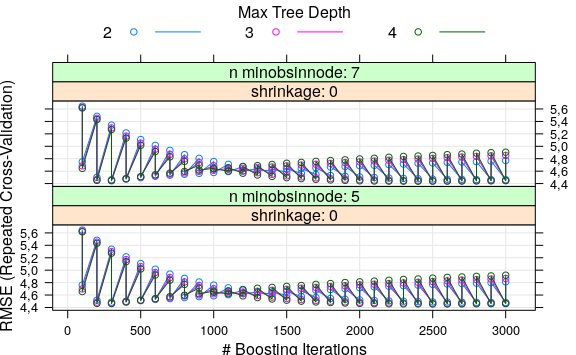 Max Tree Depth
2 3 4
n minobsinnode: 7
shrinkage: 0
5,6
5,4
5,2
5,0
4,8
4,6
4,4
n minobsinnode: 5
shrinkage: 0
5,6
5,4
5,2
5,0
4,8
4,6
4,4
0 500 1000 1500 2000 2500 3000
# Boosting Iterations
RMSE (Repeated Cross-Validation)